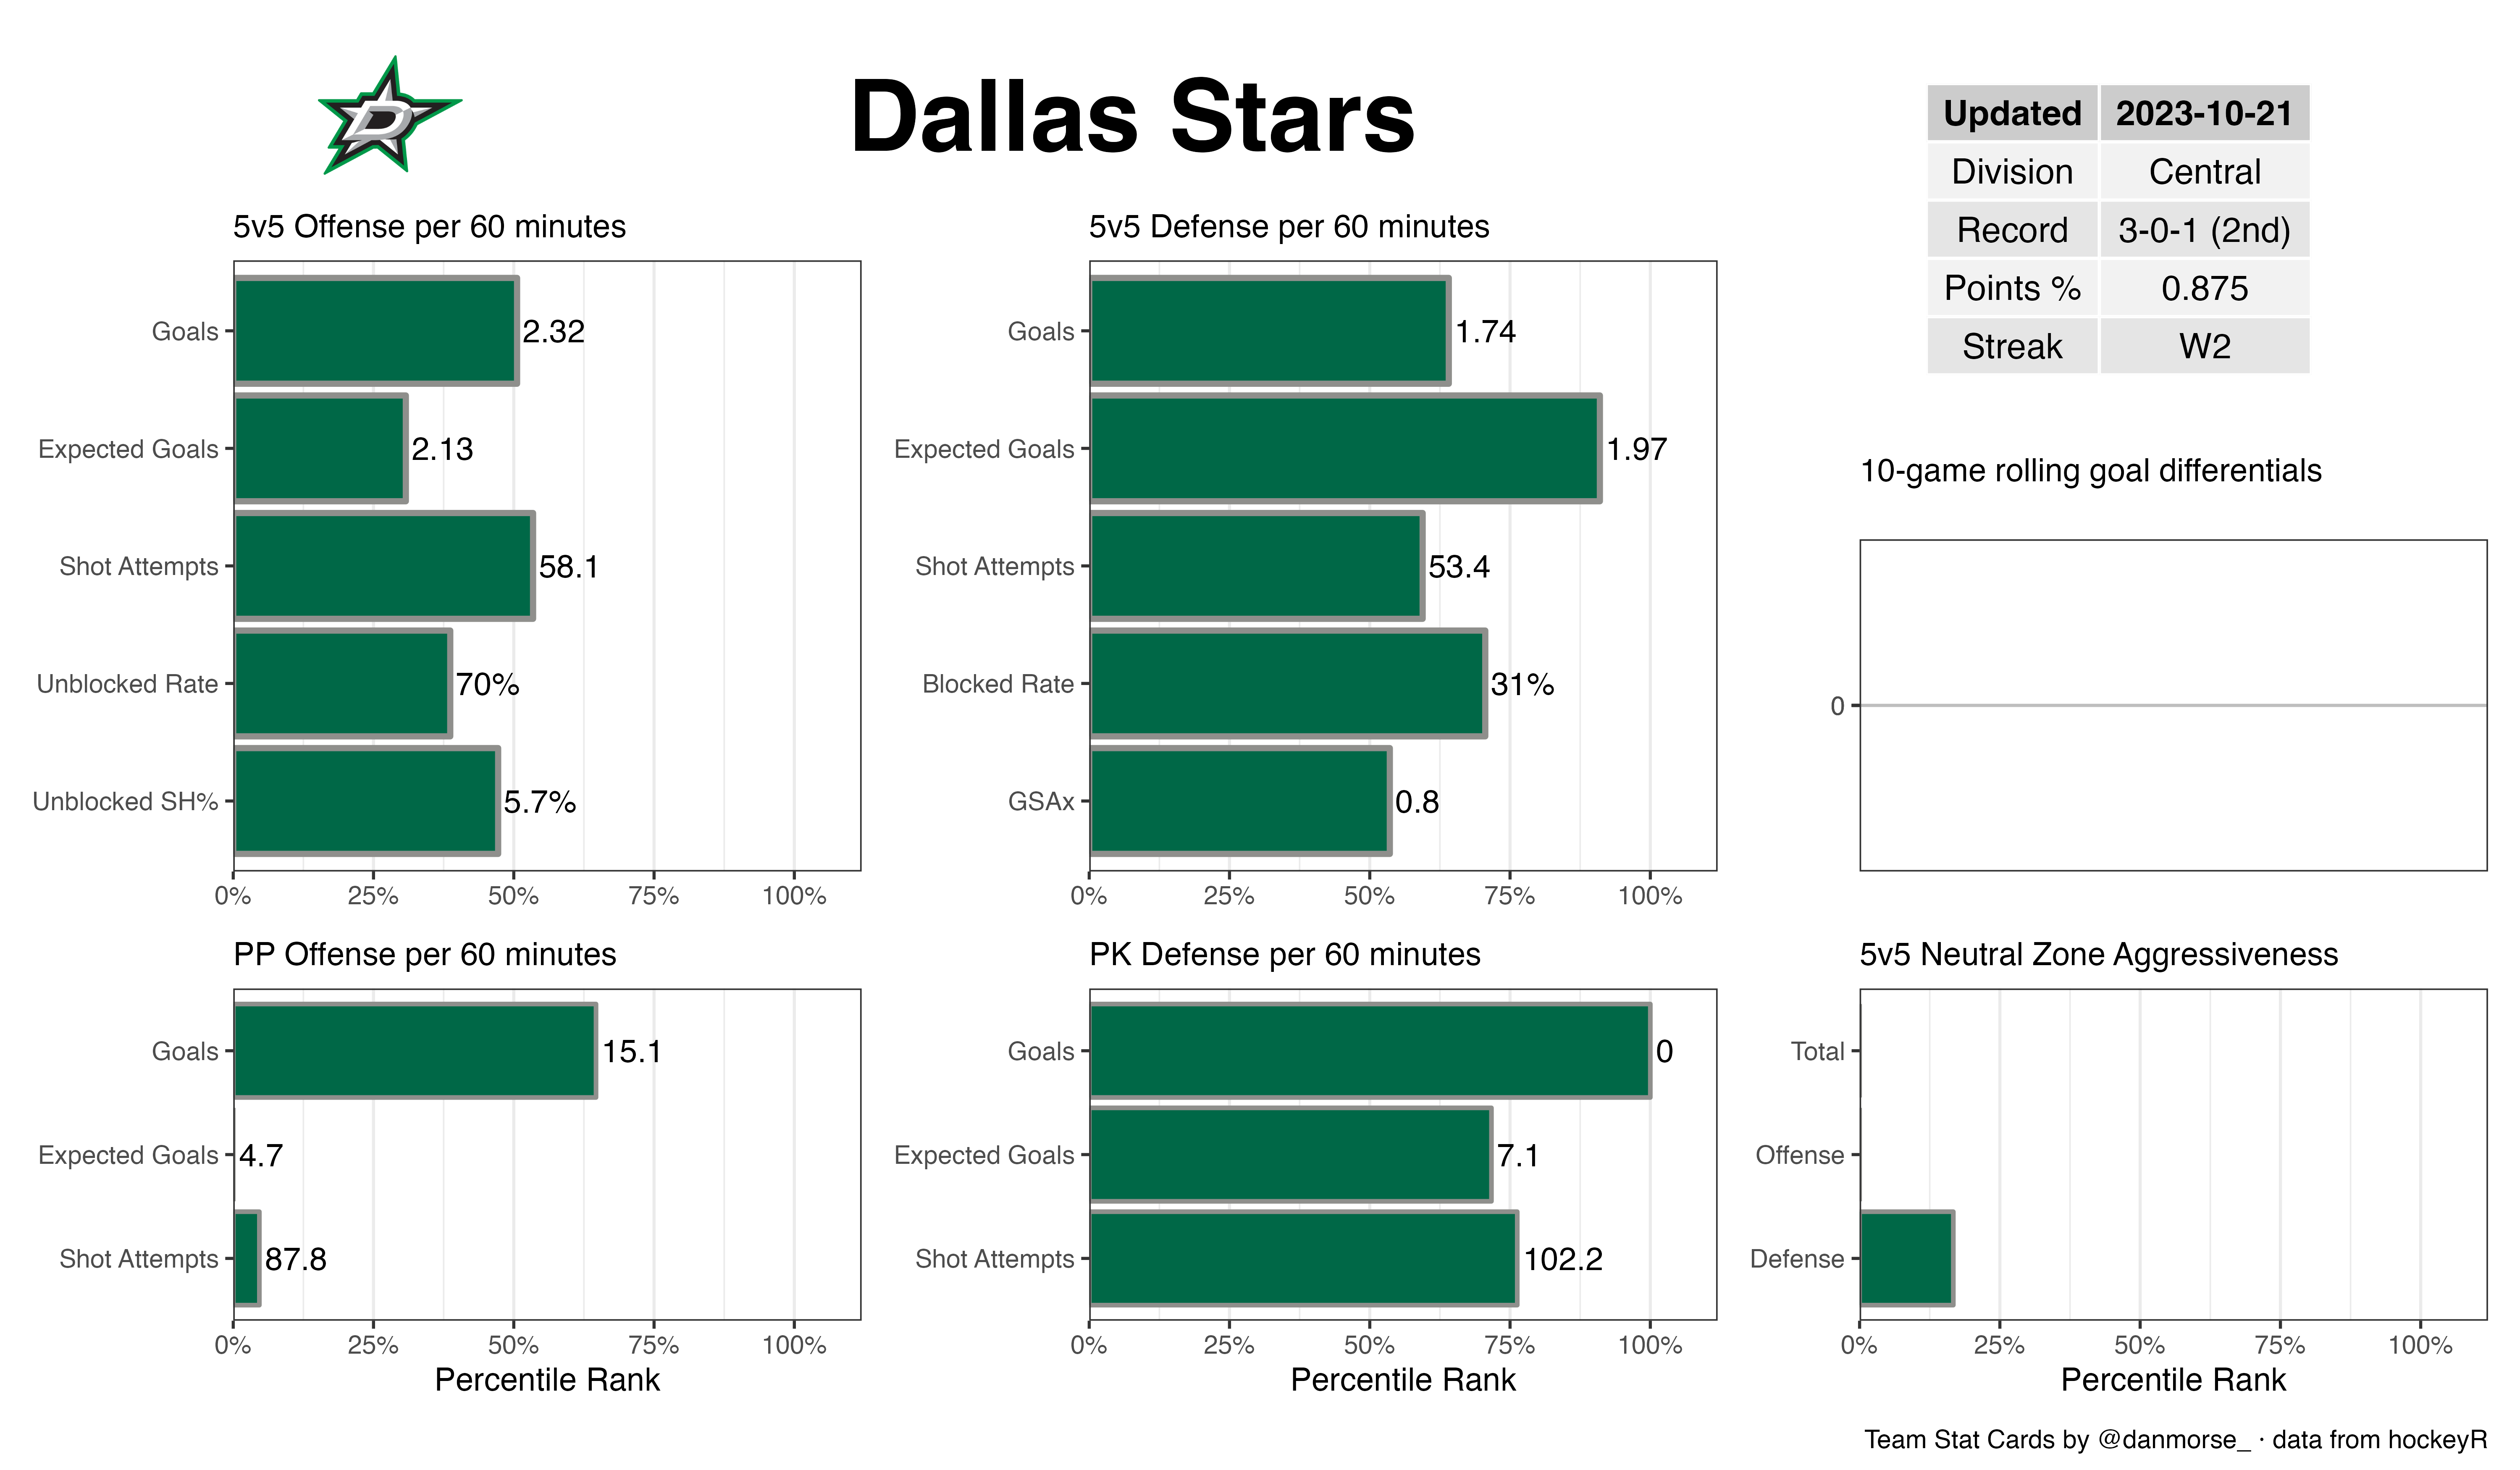 Dallas Stars
Updated 2023-10-21
Division Central
Record 3-0-1 (2nd)
Points % 0.875
Streak W2
5v5 Offense per 60 minutes
Goals 2.32
Expected Goals 2.13
Shot Attempts 58.1
Unblocked Rate 70%
Unblocked SH% 5.7%
0% 25% 50% 75% 100%
5v5 Defense per 60 minutes
Goals 1.74
Expected Goals 1.97
Shot Attempts 53.4
Blocked Rate 31%
GSAx 0.8
0% 25% 50% 75% 100%
10-game rolling goal differentials
0
PP Offense per 60 minutes
Goals 15.1
Expected Goals 4.7
Shot Attempts 87.8
0% 25% 50% 75% 100%
Percentile Rank
PK Defense per 60 minutes
Goals 0
Expected Goals 7.1
Shot Attempts 102.2
0% 25% 50% 75% 100%
Percentile Rank
5v5 Neutral Zone Aggressiveness
Total
Offense
Defense
0% 25% 50% 75% 100%
Percentile Rank
Team Stat Cards by @danmorse_ · data from hockeyR